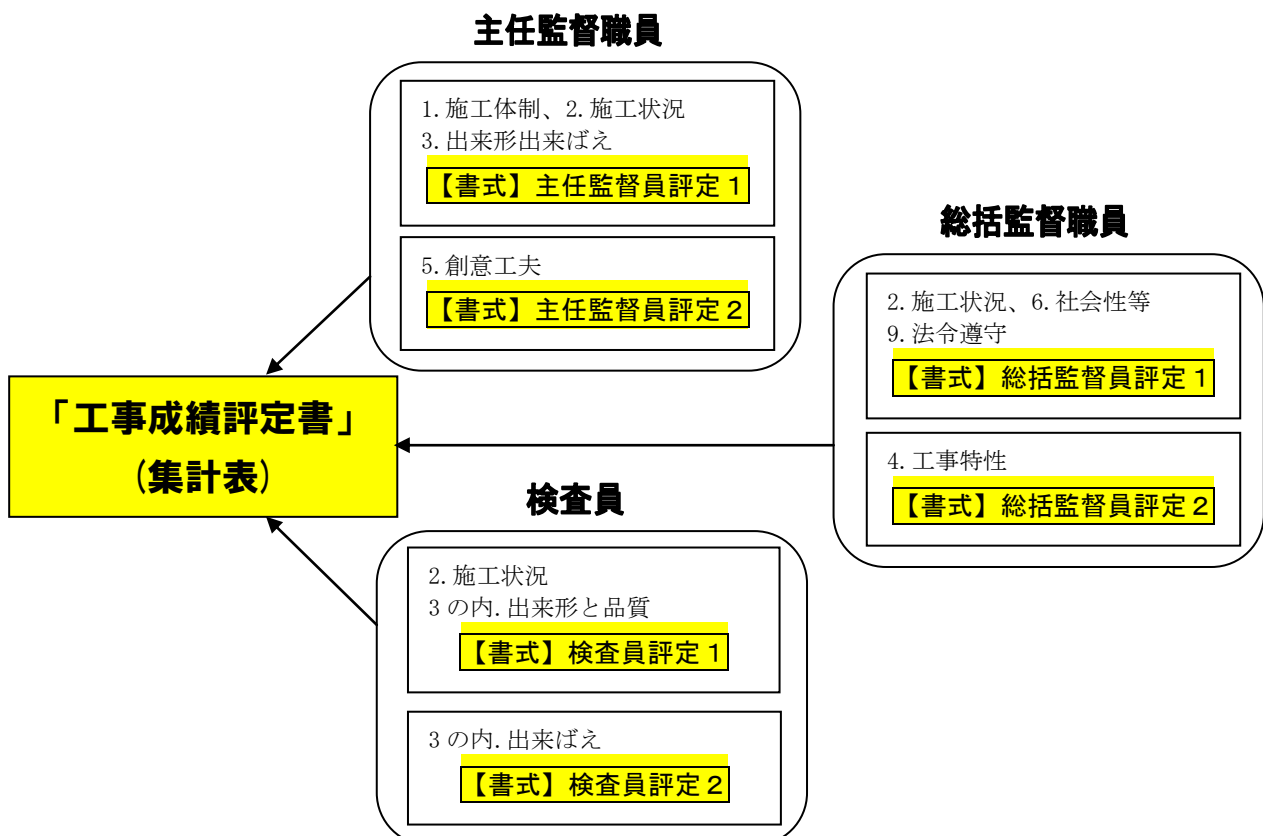 主任監督職員
1.施工体制、2.施工状況
3.出来形出来ばえ
【書式】主任監督員評定１
5.創意工夫
【書式】主任監督員評定２
総括監督職員
2.施工状況、6.社会性等
9.法令遵守
【書式】総括監督員評定１
4.工事特性
【書式】総括監督員評定２
「工事成績評定書」
(集計表)
検査員
2.施工状況
3の内.出来形と品質
【書式】検査員評定１
3の内.出来ばえ
【書式】検査員評定２